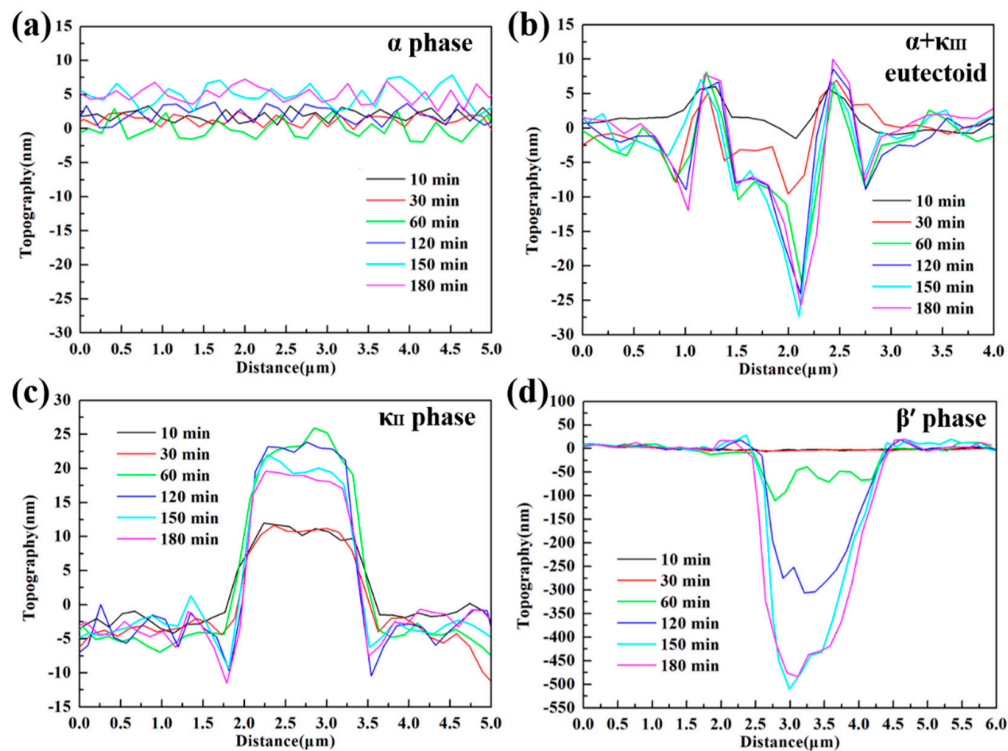 (a)
α phase
Topography(nm)
15
10
5
0
-5
-10
-15
-20
-25
-30
10 min
30 min
60 min
120 min
150 min
180 min
0.0 0.5 1.0 1.5 2.0 2.5 3.0 3.5 4.0 4.5 5.0
Distance(μm)
(b)
α+κIII
eutectoid
Topography(nm)
15
10
5
0
-5
-10
-15
-20
-25
-30
10 min
30 min
60 min
120 min
150 min
180 min
0.0 0.5 1.0 1.5 2.0 2.5 3.0 3.5 4.0
Distance(μm)
(c)
κII phase
Topography(nm)
30
25
20
15
10
5
0
-5
-10
-15
10 min
30 min
60 min
120 min
150 min
180 min
0.0 0.5 1.0 1.5 2.0 2.5 3.0 3.5 4.0 4.5 5.0
Distance(μm)
(d)
β′ phase
Topography(nm)
100
50
0
-50
-100
-150
-200
-250
-300
-350
-400
-450
-500
-550
10 min
30 min
60 min
120 min
150 min
180 min
0.0 0.5 1.0 1.5 2.0 2.5 3.0 3.5 4.0 4.5 5.0 5.5 6.0
Distance(μm)